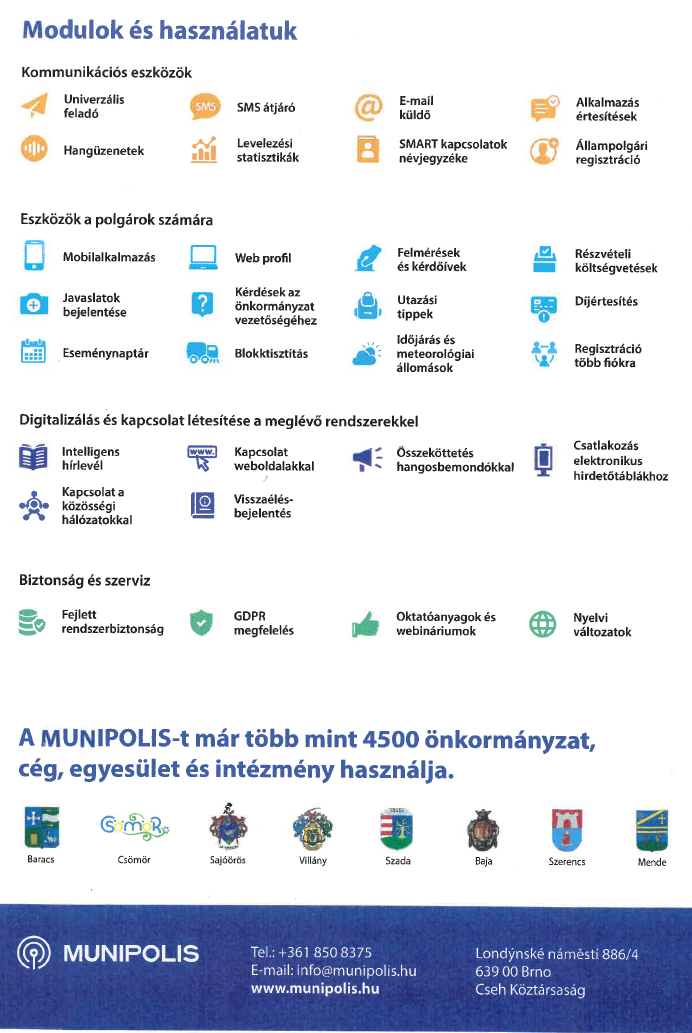 Modulok és használatuk
Kommunikációs eszközök
Univerzális
feladó
SMS
SMS átjáró
@
E-mail
küldő
Alkalmazás
értesítések
Hangüzenetek
Levelezési
statisztikák
SMART kapcsolatok
névjegyzéke
Állampolgári
regisztráció
Eszközök a polgárok számára
Mobilalkalmazás
Web profil
Felmérések
és kérdőívek
Részvételi
költségvetések
Javaslatok
bejelentése
?
Kérdések az
önkormányzat
vezetőségéhez
Utazási
tippek
Díjértesítés
Eseménynaptár
Blokktisztítás
Időjárás és
meteorológiai
állomások
Regisztráció
több fiókra
Digitalizálás és kapcsolat létesítése a meglévő rendszerekkel
Intelligens
hírlevél
www.
Kapcsolat
weboldalakkal
Összeköttetés
hangosbemondókkal
Csatlakozás
elektronikus
hirdetőtáblákhoz
Kapcsolat a
közösségi
hálózatokkal
Visszaélés-
bejelentés
Biztonság és szerviz
Fejlett
rendszerbiztonság
GDPR
megfelelés
Oktatóanyagok és
webináriumok
Nyelvi
változatok
A MUNIPOLIS-t már több mint 4500 önkormányzat,
cég, egyesület és intézmény használja.
CSÖMÖR
SZADA
Baracs
Csömör
Sajóörös
Villány
Szada
Baja
Szerencs
Mende
MUNIPOLIS
Tel.: +361 850 8375
E-mail: info@munipolis.hu
www.munipolis.hu
Londýnské náměstí 886/4
639 00 Brno
Cseh Köztársaság